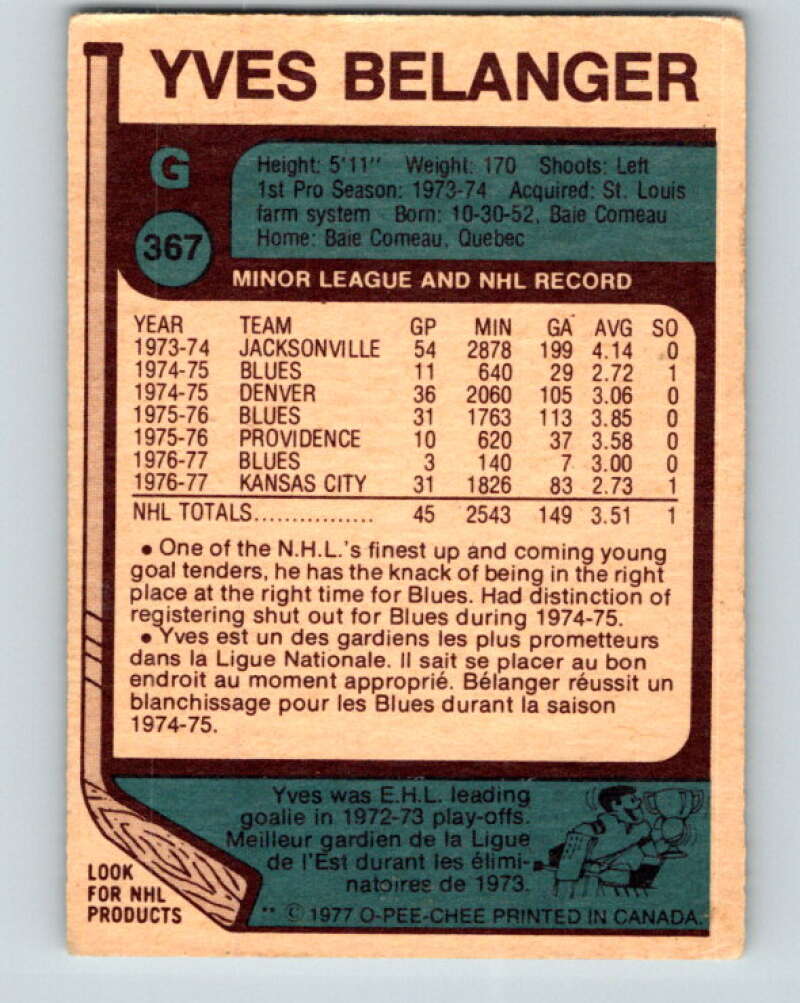 YVES BELANGER
G
367
Height: 5'11" Weight: 170 Shoots: Left
1st Pro Season: 1973-74 Acquired: St. Louis
farm system Born: 10-30-52, Baie Comeau
Home: Baie Comeau, Quebec
MINOR LEAGUE AND NHL RECORD
YEAR TEAM GP MIN GA AVG SO
1973-74 JACKSONVILLE 54 2878 199 4.14 0
1974-75 BLUES 11 640 29 2.72 1
1974-75 DENVER 36 2060 105 3.06 0
1975-76 BLUES 31 1763 113 3.85 0
1975-76 PROVIDENCE 10 620 37 3.58 0
1976-77 BLUES 3 140 7 3.00 0
1976-77 KANSAS CITY 31 1826 83 2.73 1
NHL TOTALS................ 45 2543 149 3.51 1
• One of the N.H.L.'s finest up and coming young
goal tenders, he has the knack of being in the right
place at the right time for Blues. Had distinction of
registering shut out for Blues during 1974-75.
• Yves est un des gardiens les plus prometteurs
dans la Ligue Nationale. Il sait se placer au bon
endroit au moment approprié. Bélanger réussit un
blanchissage pour les Blues durant la saison
1974-75.
Yves was E.H.L. leading
goalie in 1972-73 play-offs.
Meilleur gardien de la Ligue
de l'Est durant les élimi-
natoires de 1973.
LOOK
FOR NHL
PRODUCTS
** © 1977 O-PEE-CHEE PRINTED IN CANADA.